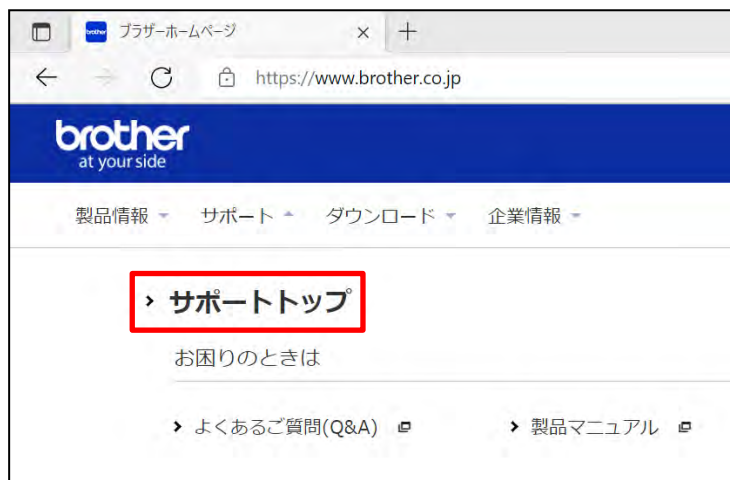 brother ブラザーホームページ
https://www.brother.co.jp
brother
at your side
製品情報 サポート ダウンロード 企業情報
サポートトップ
お困りのときは
よくあるご質問(Q&A) 製品マニュアル